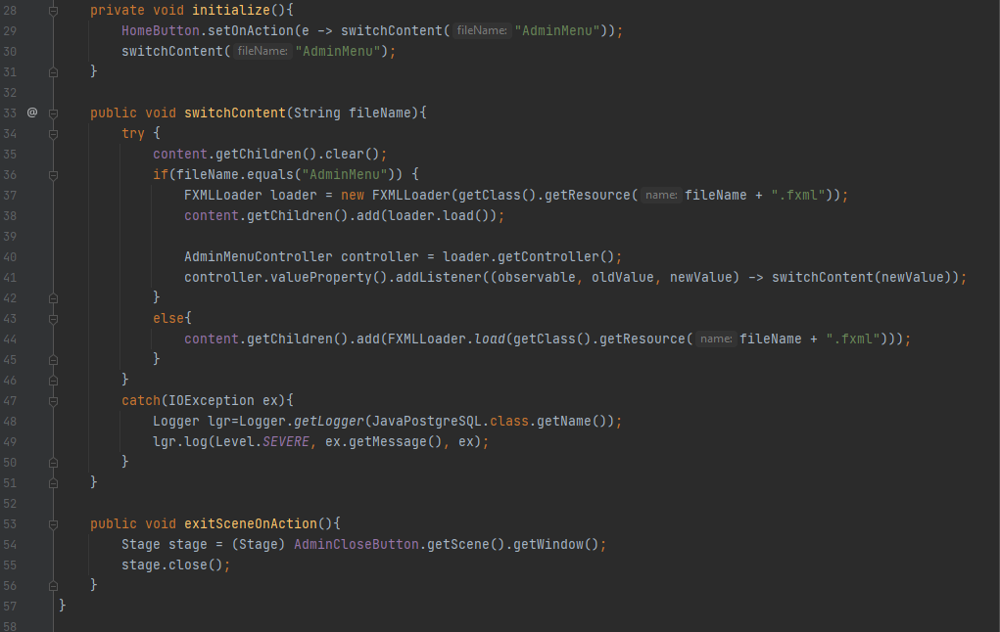 28 private void initialize(){
29 HomeButton.setOnAction(e -> switchContent( fileName: "AdminMenu"));
30 switchContent( fileName: "AdminMenu");
31 }
32
33 @ public void switchContent(String fileName){
34 try {
35 content.getChildren().clear();
36 if(fileName.equals("AdminMenu")) {
37 FXMLLoader loader = new FXMLLoader(getClass().getResource( name: fileName + ".fxml"));
38 content.getChildren().add(loader.load());
39
40 AdminMenuController controller = loader.getController();
41 controller.valueProperty().addListener((observable, oldValue, newValue) -> switchContent(newValue));
42 }
43 else{
44 content.getChildren().add(FXMLLoader.load(getClass().getResource( name: fileName + ".fxml")));
45 }
46 }
47 catch(IOException ex){
48 Logger lgr=Logger.getLogger(JavaPostgreSQL.class.getName());
49 lgr.log(Level.SEVERE, ex.getMessage(), ex);
50 }
51 }
52
53 public void exitSceneOnAction(){
54 Stage stage = (Stage) AdminCloseButton.getScene().getWindow();
55 stage.close();
56 }
57 }
58